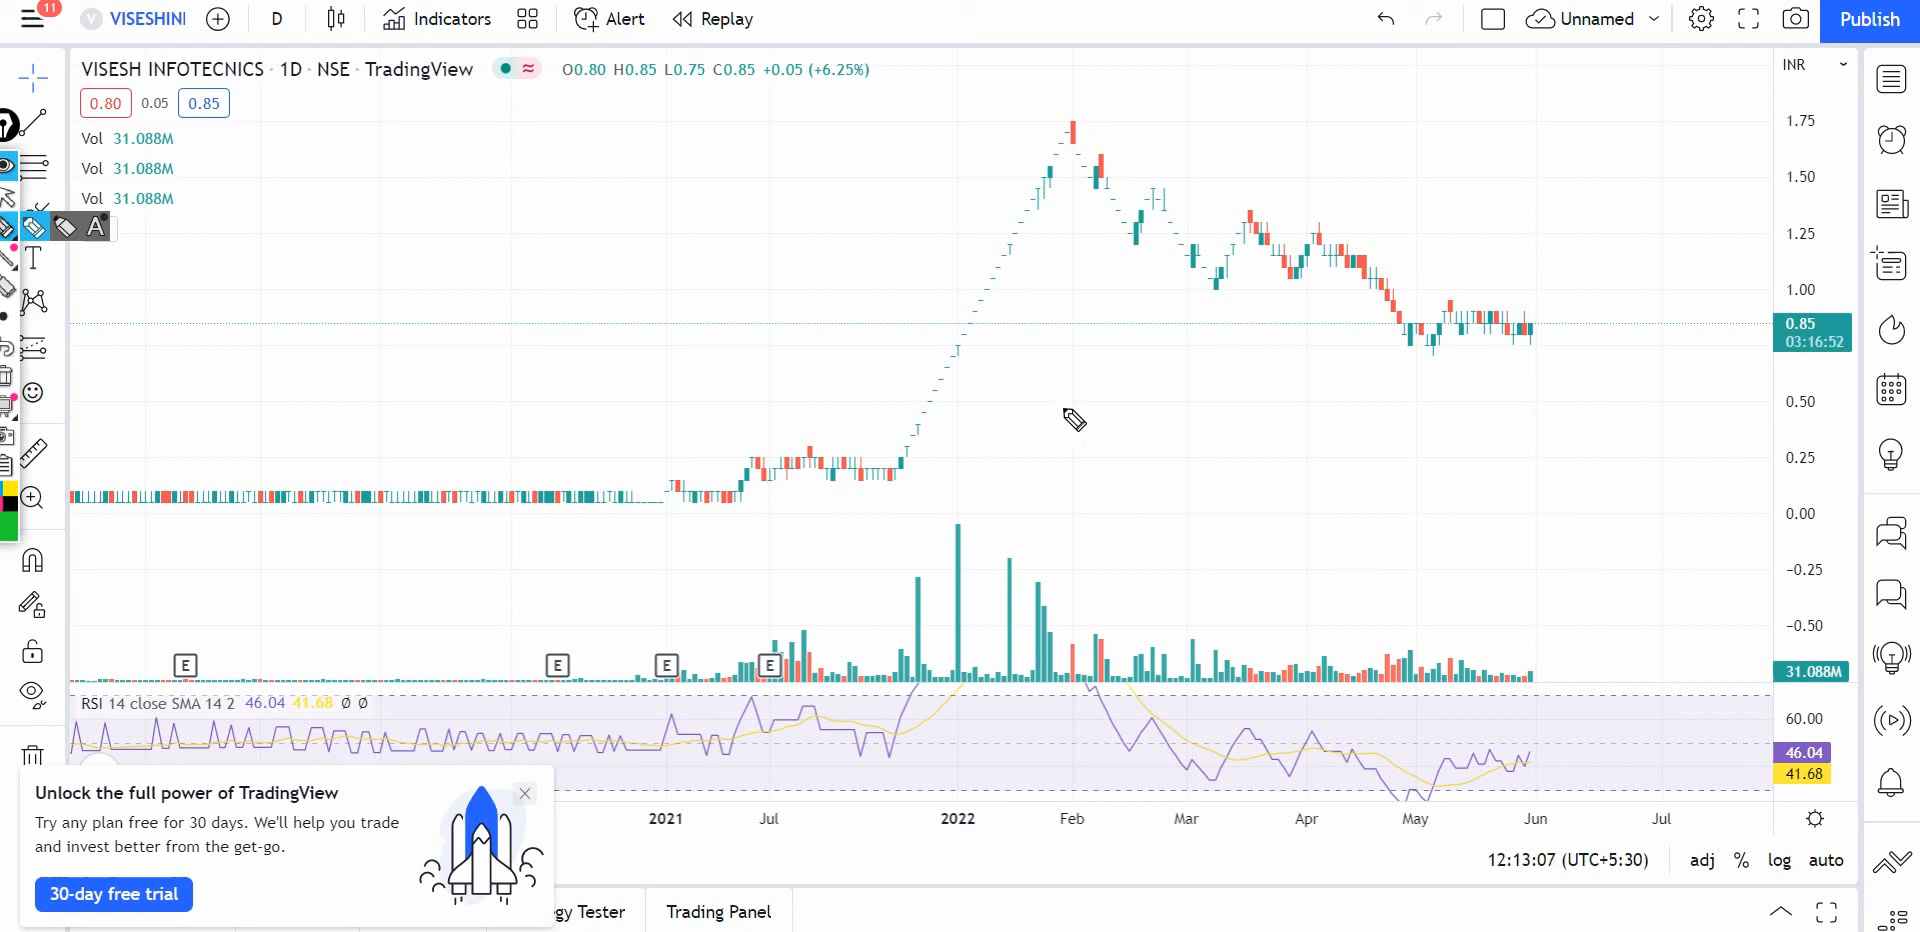 11
V VISESHINI D Indicators Alert Replay Unnamed Publish
VISESH INFOTECNICS · 1D · NSE · TradingView O0.80 H0.85 L0.75 C0.85 +0.05 (+6.25%)
INR
0.80 0.05 0.85
Vol 31.088M
Vol 31.088M
Vol 31.088M
A
T
1.75
1.50
1.25
1.00
0.85
03:16:52
0.50
0.25
0.00
−0.25
−0.50
E E E E
31.088M
RSI 14 close SMA 14 2 46.04 41.68 Ø Ø
60.00
46.04
41.68
Unlock the full power of TradingView
Try any plan free for 30 days. We'll help you trade
and invest better from the get-go.
30-day free trial
2021 Jul 2022 Feb Mar Apr May Jun Jul
12:13:07 (UTC+5:30) adj % log auto
gy Tester Trading Panel